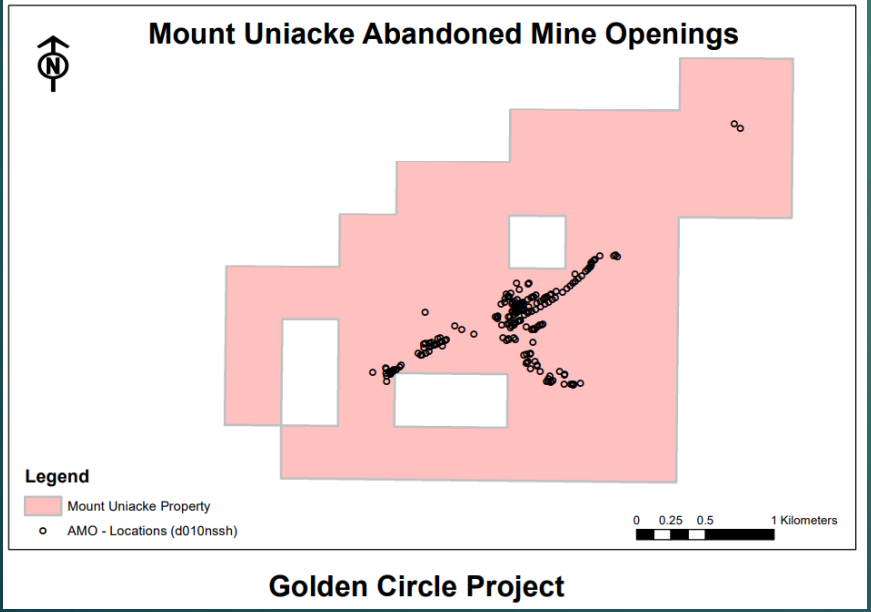 Mount Uniacke Abandoned Mine Openings
N
Legend
Mount Uniacke Property
AMO - Locations (d010nssh)
0 0.25 0.5 1 Kilometers
Golden Circle Project